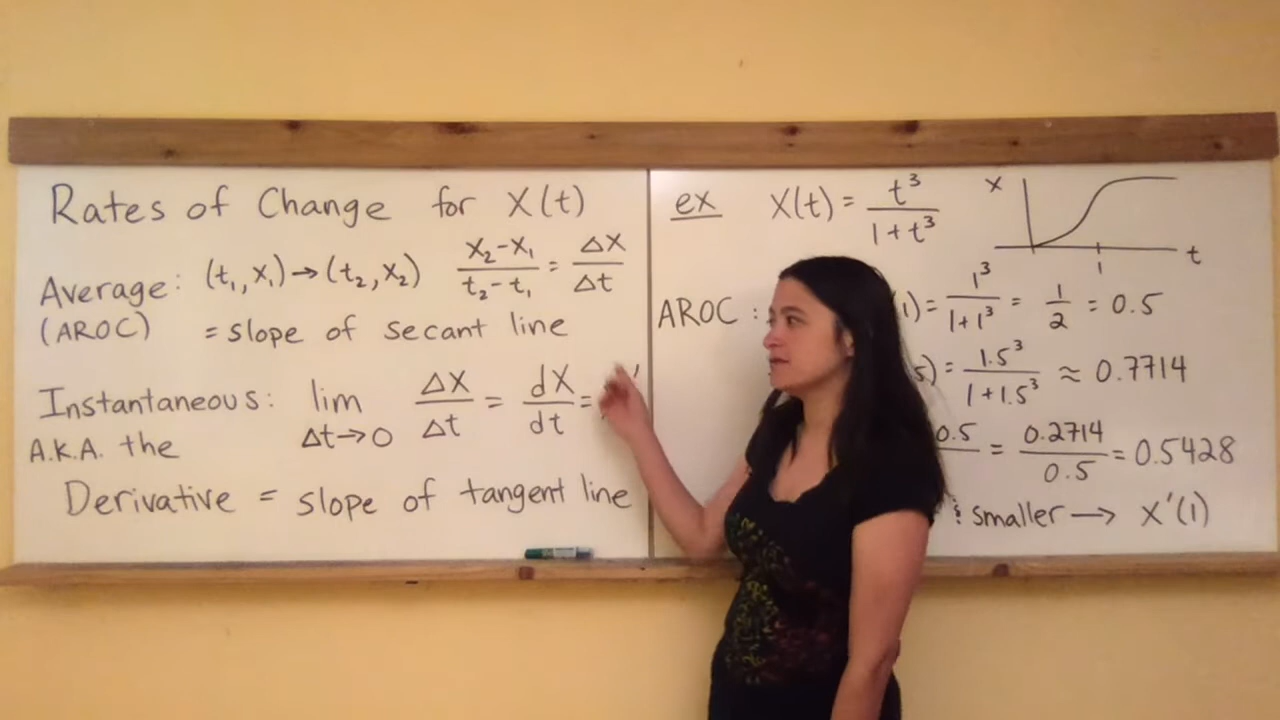 Rates of Change for X(t)
Average: (t₁, X₁) → (t₂, X₂) (X₂ - X₁)/(t₂ - t₁) = ΔX/Δt
(AROC) = slope of secant line
Instantaneous: lim Δt→0 ΔX/Δt = dX/dt =
A.K.A. the
Derivative = slope of tangent line
ex X(t) = t³/(1+t³)
X
t
1
AROC: 1) = 1³/(1+1³) = 1/2 = 0.5
5) = 1.5³/(1+1.5³) ≈ 0.7714
0.5 = 0.2714/0.5 = 0.5428
& smaller → X′(1)